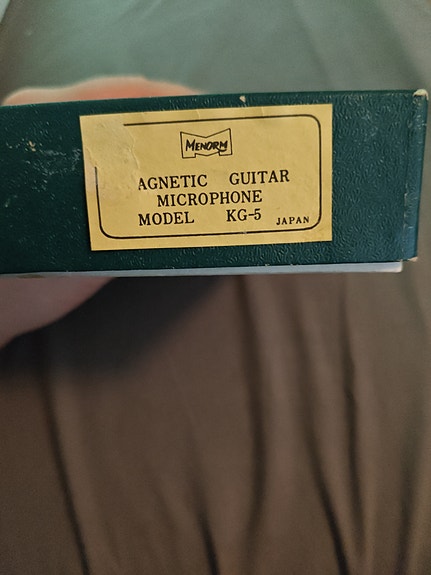 MENORM
AGNETIC GUITAR
MICROPHONE
MODEL KG-5 JAPAN